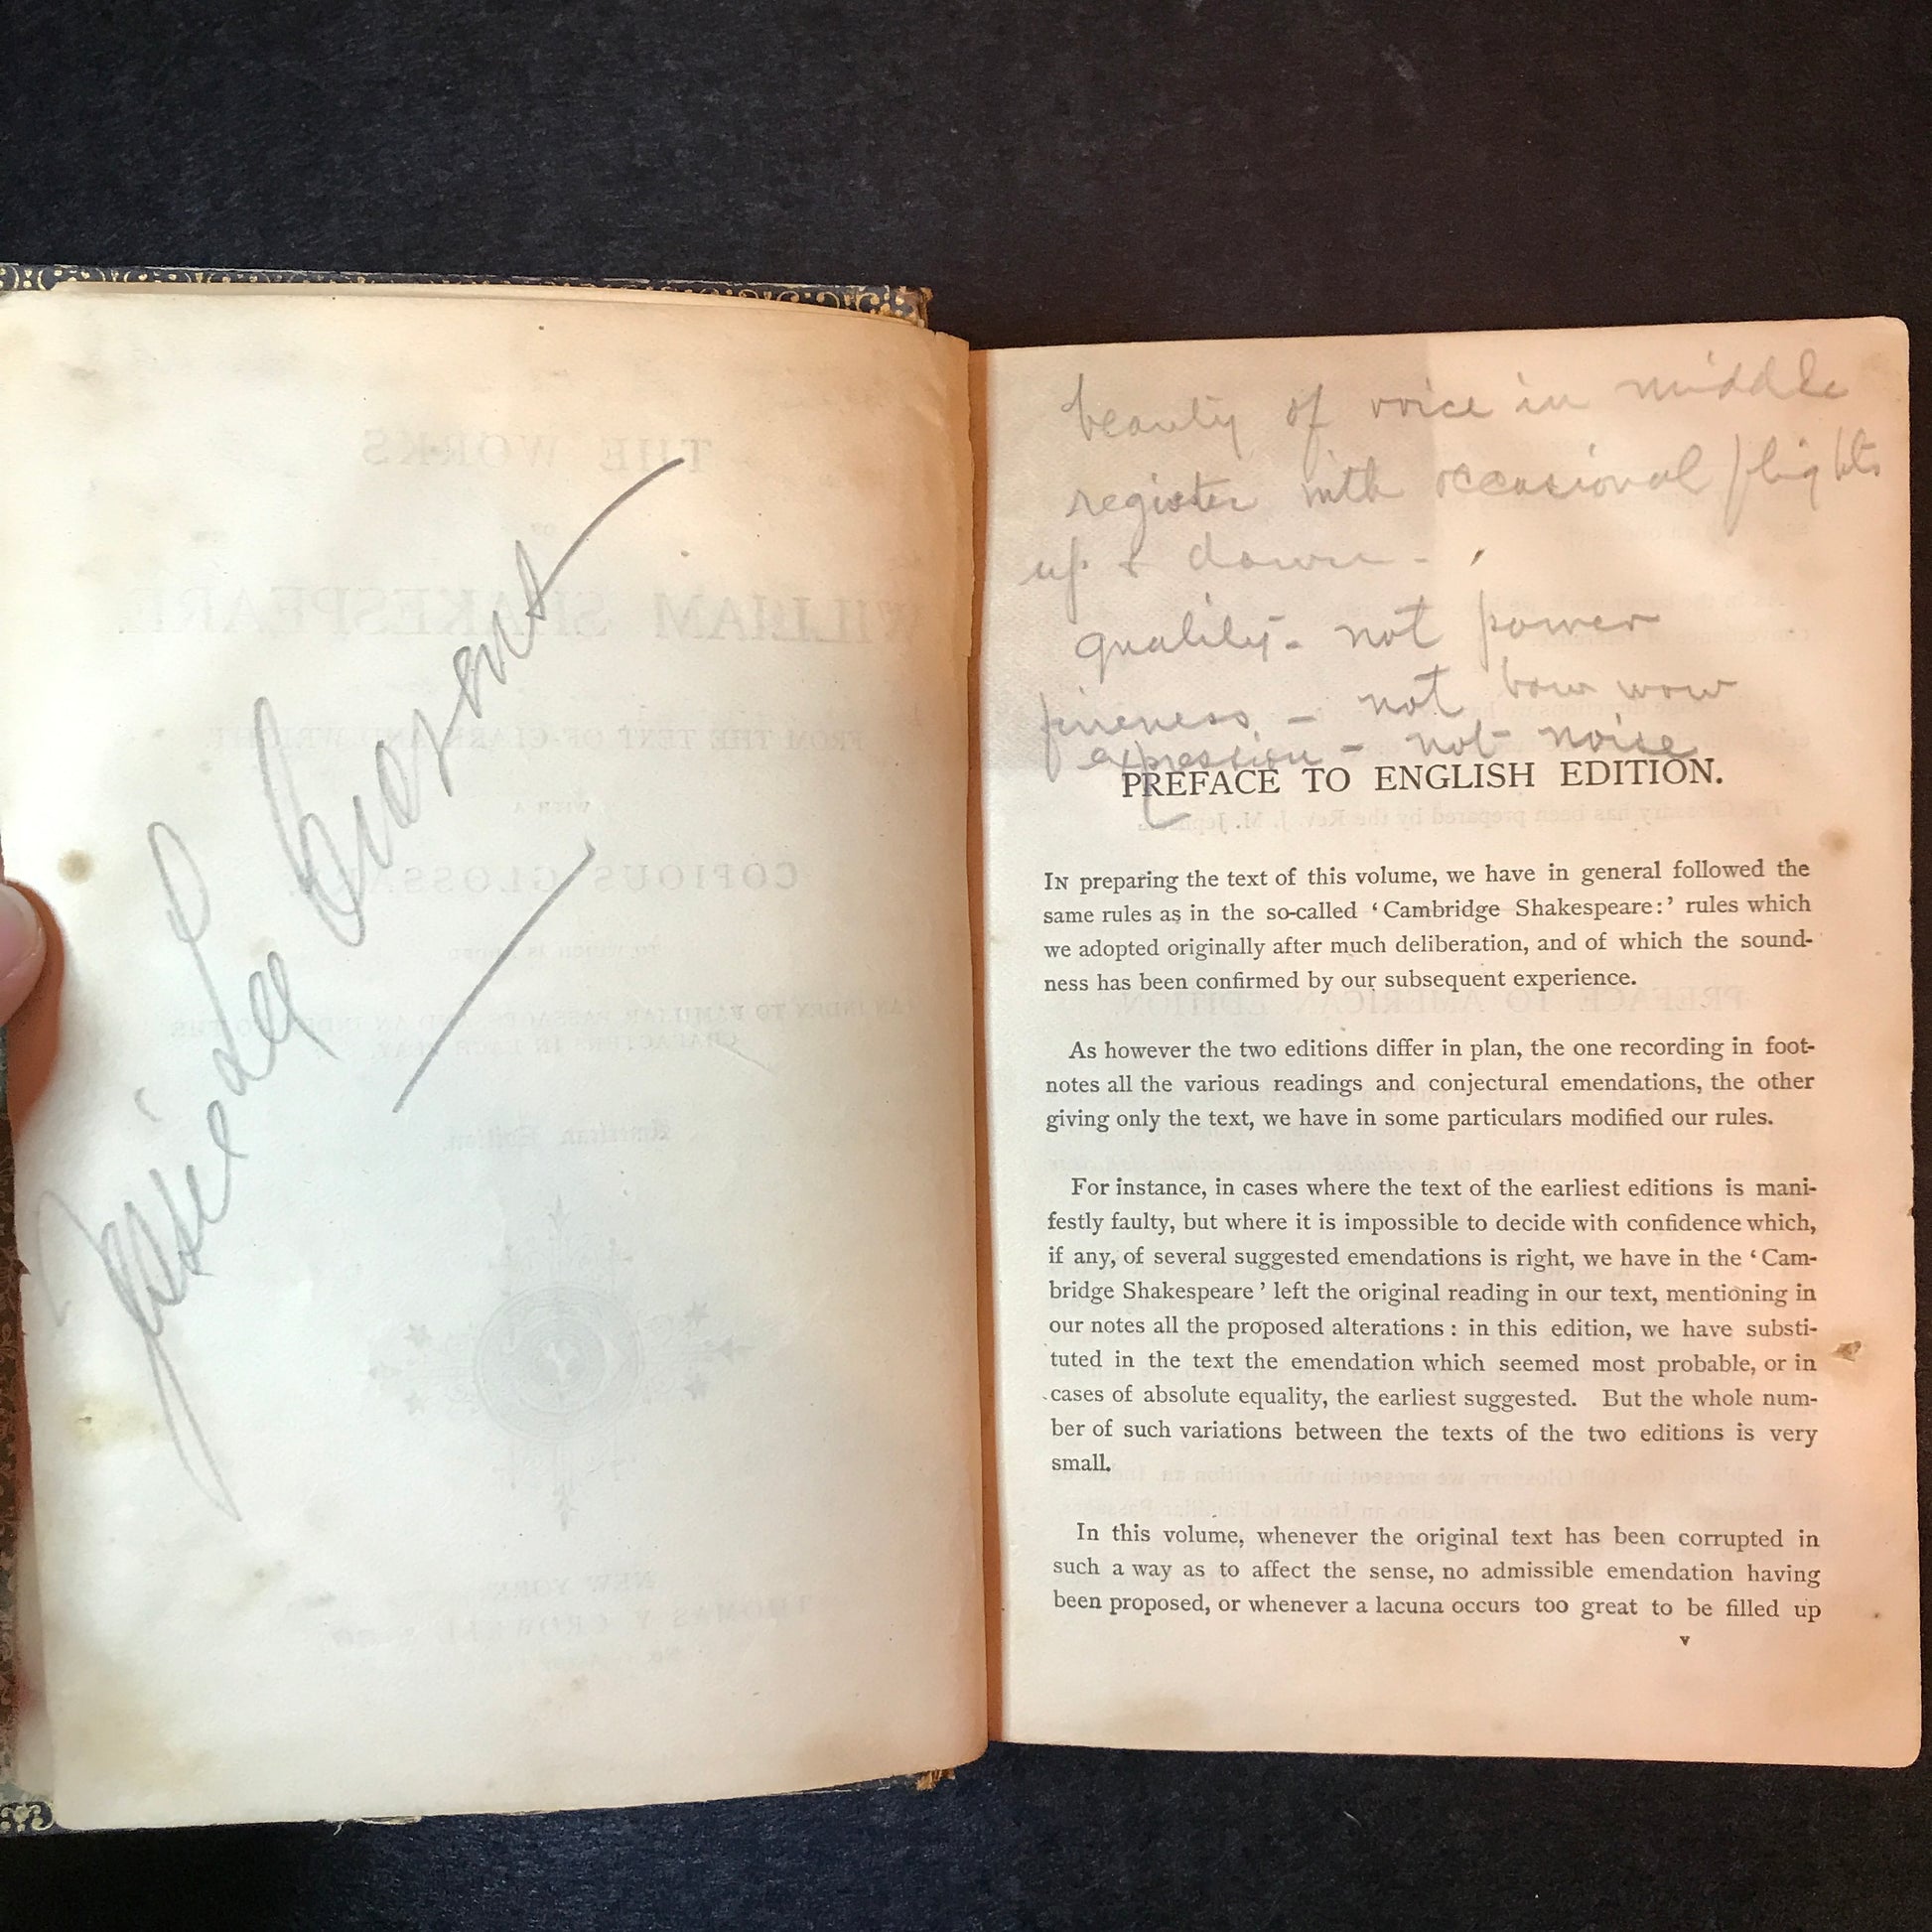 Jessie Lee
beauty of voice in middle
register with occasional flights
up & down -
quality - not power
fineness - not bow wow
expression - not noise
PREFACE TO ENGLISH EDITION.
IN preparing the text of this volume, we have in general followed the
same rules as in the so-called ‘Cambridge Shakespeare:’ rules which
we adopted originally after much deliberation, and of which the sound-
ness has been confirmed by our subsequent experience.
As however the two editions differ in plan, the one recording in foot-
notes all the various readings and conjectural emendations, the other
giving only the text, we have in some particulars modified our rules.
For instance, in cases where the text of the earliest editions is mani-
festly faulty, but where it is impossible to decide with confidence which,
if any, of several suggested emendations is right, we have in the ‘Cam-
bridge Shakespeare’ left the original reading in our text, mentioning in
our notes all the proposed alterations: in this edition, we have substi-
tuted in the text the emendation which seemed most probable, or in
cases of absolute equality, the earliest suggested. But the whole num-
ber of such variations between the texts of the two editions is very
small.
In this volume, whenever the original text has been corrupted in
such a way as to affect the sense, no admissible emendation having
been proposed, or whenever a lacuna occurs too great to be filled up
v